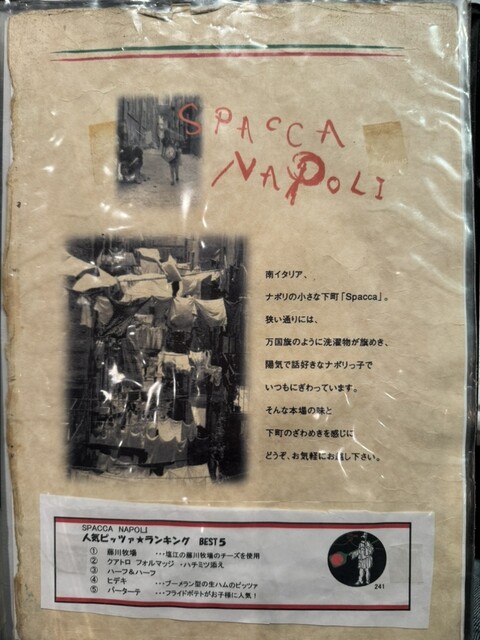 SPACCA
NAPOLI
南イタリア、
ナポリの小さな下町「Spacca」。
狭い通りには、
万国旗のように洗濯物が旗めき、
陽気で話好きなナポリっ子で
いつもにぎわっています。
そんな本場の味と
下町のざわめきを感じに
どうぞ、お気軽にお越し下さい。
SPACCA NAPOLI
人気ピッツァ★ランキング BEST5
① 藤川牧場 ・・・塩江の藤川牧場のチーズを使用
② クアトロ フォルマッジ ・ハチミツ添え
③ ハーフ&ハーフ
④ ヒデキ ・・・ブーメラン型の生ハムのピッツァ
⑤ パターテ ・・・フライドポテトがお子様に人気！
241